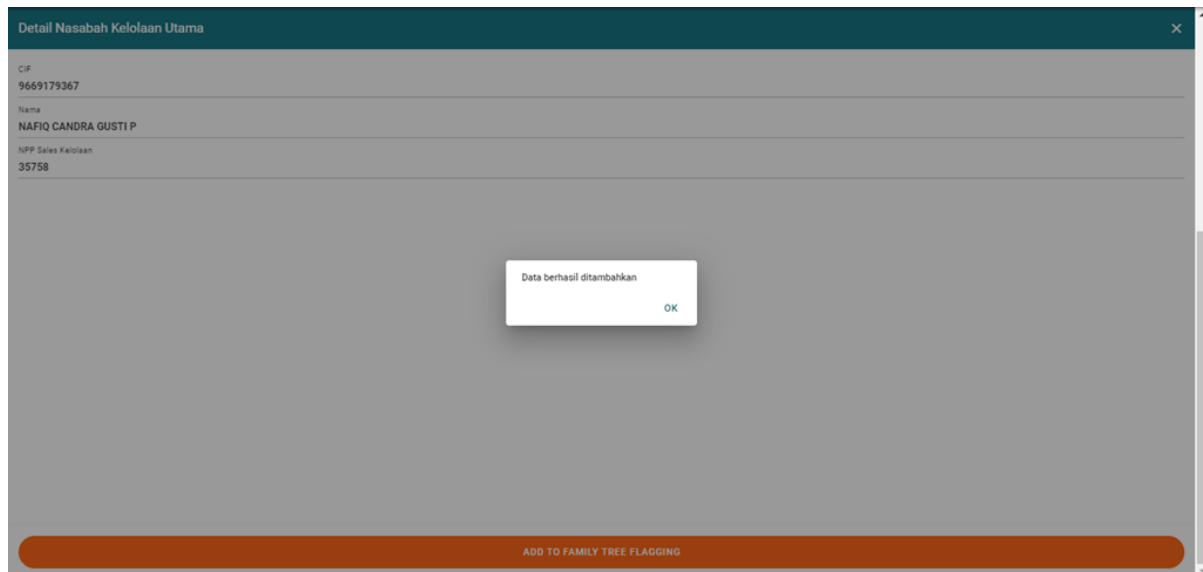 Detail Nasabah Kelolaan Utama
CIF
9669179367
Nama
NAFIQ CANDRA GUSTI P
NPP Sales Kelolaan
35758
Data berhasil ditambahkan
OK
ADD TO FAMILY TREE FLAGGING